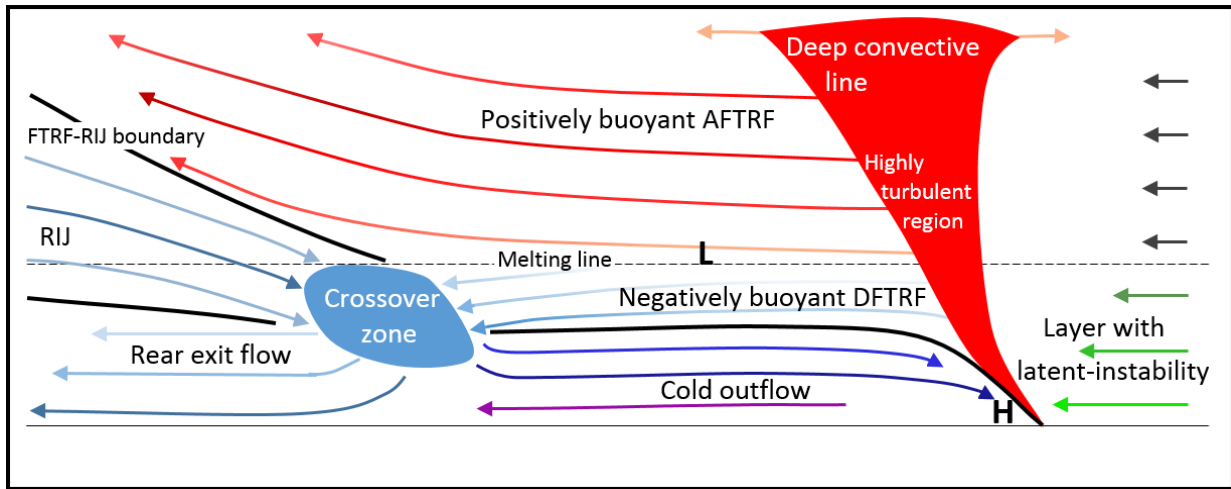 Deep convective
line
Positively buoyant AFTRF
FTRF-RIJ boundary
Highly
turbulent
region
RIJ
L
Melting line
Crossover
zone
Negatively buoyant DFTRF
Layer with
latent-instability
Rear exit flow
Cold outflow
H